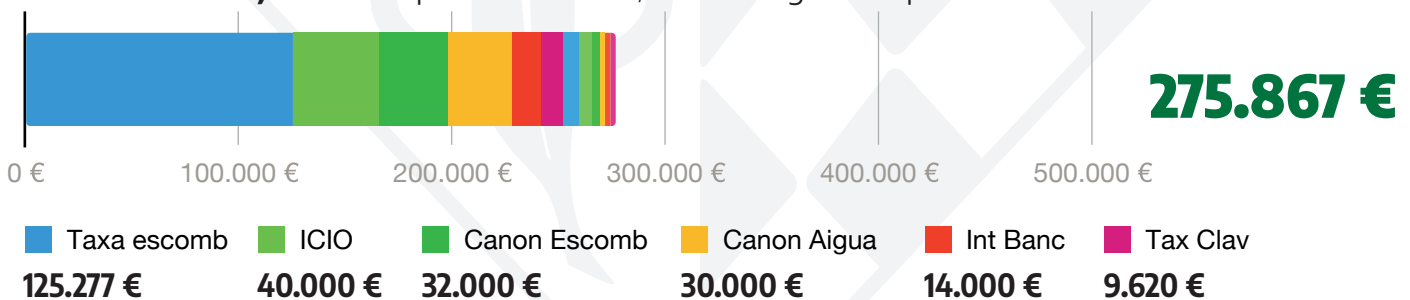 275.867 €
0 € 100.000 € 200.000 € 300.000 € 400.000 € 500.000 €
Taxa escomb ICIO Canon Escomb Canon Aigua Int Banc Tax Clav
125.277 € 40.000 € 32.000 € 30.000 € 14.000 € 9.620 €